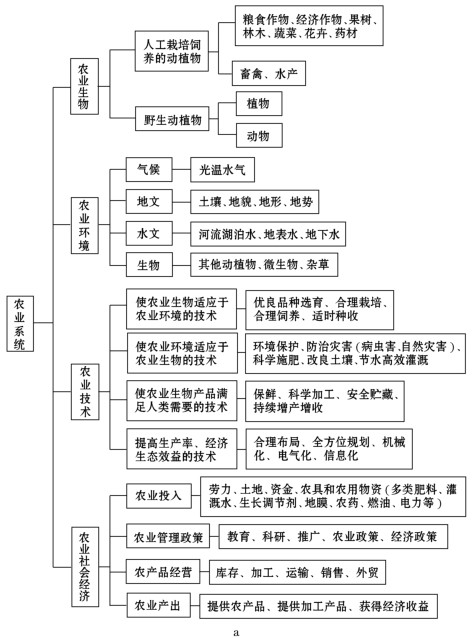 农业系统
农业生物
人工栽培饲
养的动植物
粮食作物、经济作物、果树、
林木、蔬菜、花卉、药材
畜禽、水产
野生动植物
植物
动物
农业环境
气候
光温水气
地文
土壤、地貌、地形、地势
水文
河流湖泊水、地表水、地下水
生物
其他动植物、微生物、杂草
农业技术
使农业生物适应于
农业环境的技术
优良品种选育、合理栽培、
合理饲养、适时种收
使农业环境适应于
农业生物的技术
环境保护、防治灾害(病虫害、自然灾害)、
科学施肥、改良土壤、节水高效灌溉
使农业生物产品满
足人类需要的技术
保鲜、科学加工、安全贮藏、
持续增产增收
提高生产率、经济
生态效益的技术
合理布局、全方位规划、机械
化、电气化、信息化
农业社会经济
农业投入
劳力、土地、资金、农具和农用物资(多类肥料、灌
溉水、生长调节剂、地膜、农药、燃油、电力等)
农业管理政策
教育、科研、推广、农业政策、经济政策
农产品经营
库存、加工、运输、销售、外贸
农业产出
提供农产品、提供加工产品、获得经济收益
a